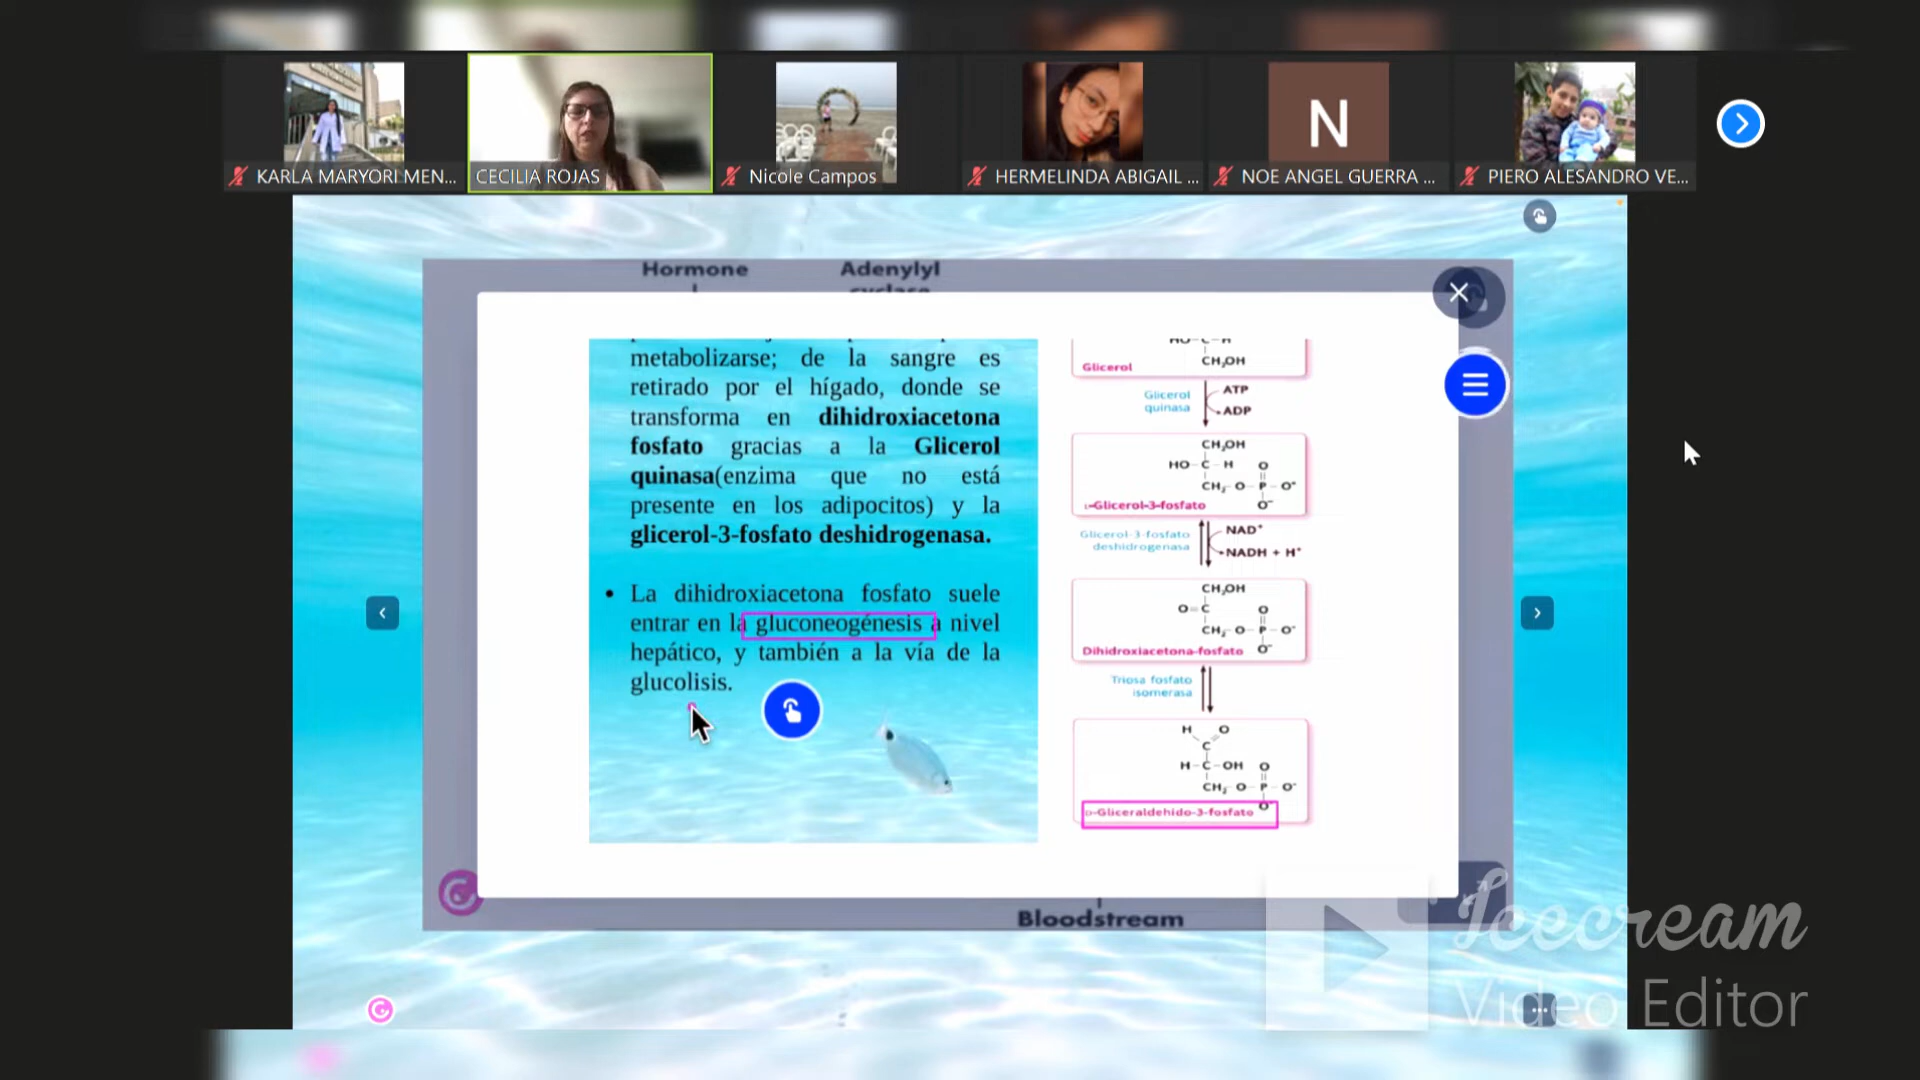 KARLA MARYORI MEN...
CECILIA ROJAS
Nicole Campos
HERMELINDA ABIGAIL ...
N
NOE ANGEL GUERRA ...
PIERO ALESANDRO VE...
Hormone
Adenylyl
cyclase
metabolizarse; de la sangre es
retirado por el hígado, donde se
transforma en dihidroxiacetona
fosfato gracias a la Glicerol
quinasa(enzima que no está
presente en los adipocitos) y la
glicerol-3-fosfato deshidrogenasa.
• La dihidroxiacetona fosfato suele
entrar en la gluconeogénesis a nivel
hepático, y también a la vía de la
glucolisis.
HO-C-H
CH₂OH
Glicerol
Glicerol
quinasa
ATP
ADP
CH₂OH
HO-C-H O
CH₂-O-P-O⁻
O⁻
L-Glicerol-3-fosfato
Glicerol-3-fosfato
deshidrogenasa
NAD⁺
NADH + H⁺
CH₂OH
O=C O
CH₂-O-P-O⁻
O⁻
Dihidroxiacetona-fosfato
Triosa fosfato
isomerasa
H O
C
H-C-OH O
CH₂-O-P-O⁻
O⁻
D-Gliceraldehido-3-fosfato
Bloodstream
Icecream
Video Editor